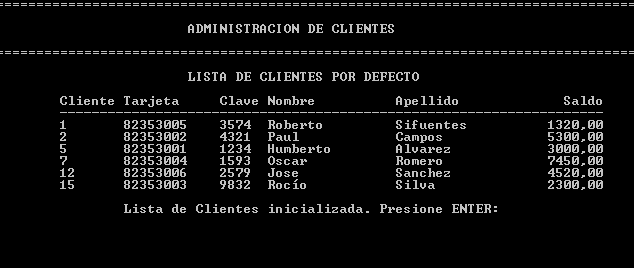 ADMINISTRACION DE CLIENTES
LISTA DE CLIENTES POR DEFECTO
Cliente Tarjeta Clave Nombre Apellido Saldo
1 82353005 3574 Roberto Sifuentes 1320,00
2 82353002 4321 Paul Campos 5300,00
5 82353001 1234 Humberto Alvarez 3000,00
7 82353004 1593 Oscar Romero 7450,00
12 82353006 2579 Jose Sanchez 4520,00
15 82353003 9832 Rocío Silva 2300,00
Lista de Clientes inicializada. Presione ENTER: